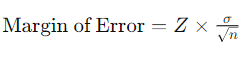 Margin of Error = Z × σ/√n